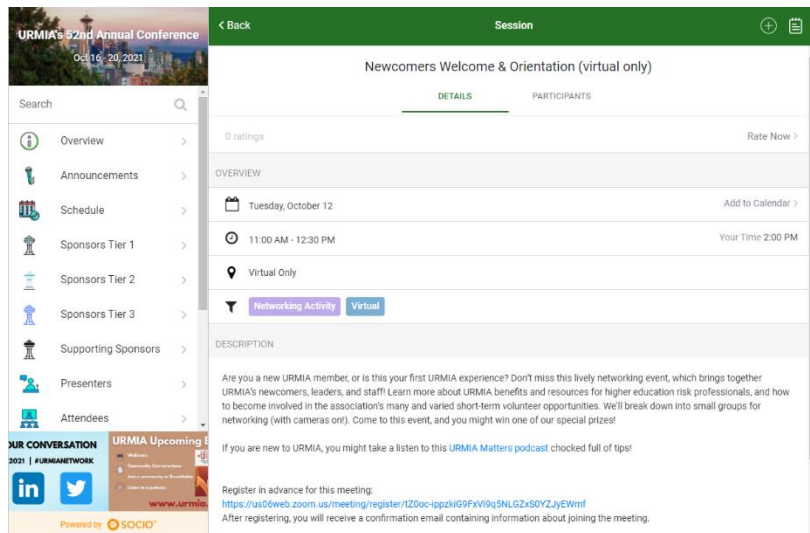 URMIA's 52nd Annual Conference
Oct 16 - 20, 2021
Search
Overview
Announcements
Schedule
Sponsors Tier 1
Sponsors Tier 2
Sponsors Tier 3
Supporting Sponsors
Presenters
Attendees
OUR CONVERSATION
2021 | #URMIANETWORK
in
URMIA Upcoming E
Webinars
Community Conversations
Listen to a podcast
www.urmia.
Powered by SOCIO
< Back
Session
Newcomers Welcome & Orientation (virtual only)
DETAILS PARTICIPANTS
0 ratings Rate Now >
OVERVIEW
Tuesday, October 12 Add to Calendar >
11:00 AM - 12:30 PM Your Time 2:00 PM
Virtual Only
Networking Activity Virtual
DESCRIPTION
Are you a new URMIA member, or is this your first URMIA experience? Don't miss this lively networking event, which brings together
URMIA's newcomers, leaders, and staff! Learn more about URMIA benefits and resources for higher education risk professionals, and how
to become involved in the association's many and varied short-term volunteer opportunities. We'll break down into small groups for
networking (with cameras on!). Come to this event, and you might win one of our special prizes!
If you are new to URMIA, you might take a listen to this URMIA Matters podcast chocked full of tips!
Register in advance for this meeting:
https://us06web.zoom.us/meeting/register/tZ0oc-ippzkiG9FxVi9q5NLGZxS0YZJyEWmf
After registering, you will receive a confirmation email containing information about joining the meeting.